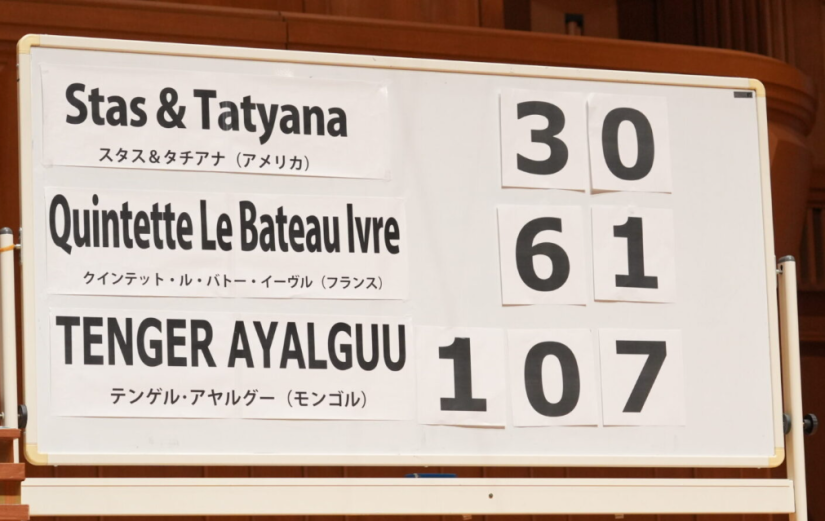 Stas & Tatyana 30
スタス&タチアナ（アメリカ）
Quintette Le Bateau Ivre 61
クインテット・ル・バトー・イーヴル（フランス）
TENGER AYALGUU 107
テンゲル・アヤルグー（モンゴル）